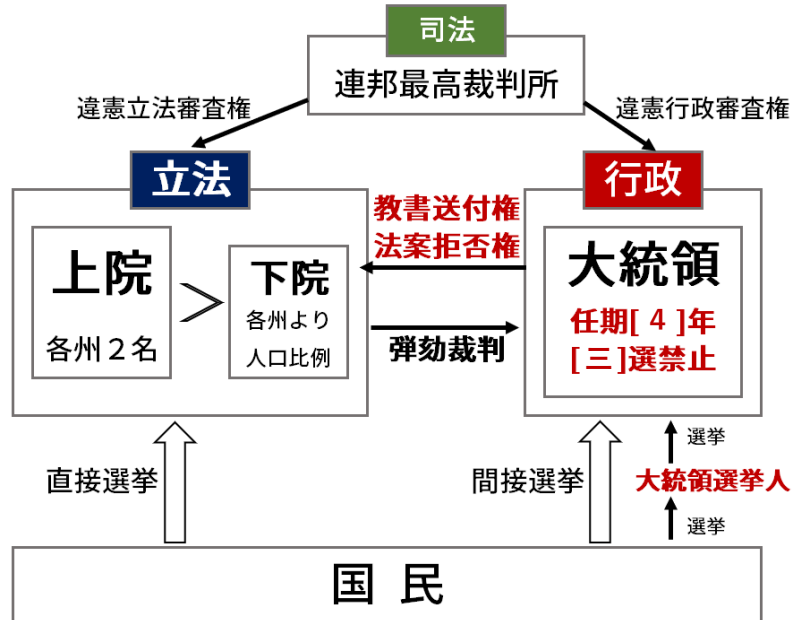 司法
連邦最高裁判所
違憲立法審査権
違憲行政審査権
立法
行政
教書送付権
法案拒否権
上院
各州２名
＞
下院
各州より
人口比例
大統領
任期[ 4 ]年
[三]選禁止
弾劾裁判
直接選挙
間接選挙
選挙
大統領選挙人
選挙
国 民